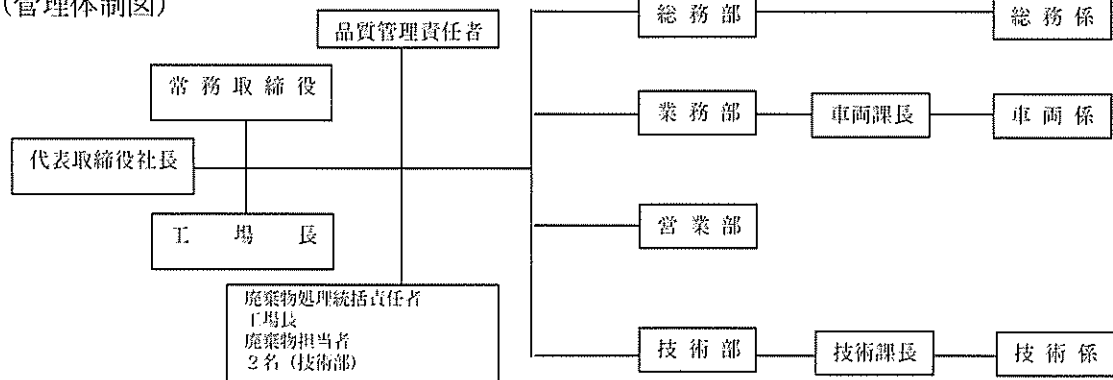 (管理体制図)
総務部
総務係
品質管理責任者
常務取締役
業務部
車両課長
車両係
代表取締役社長
工場長
営業部
廃棄物処理統括責任者
工場長
廃棄物担当者
2名 (技術部)
技術部
技術課長
技術係